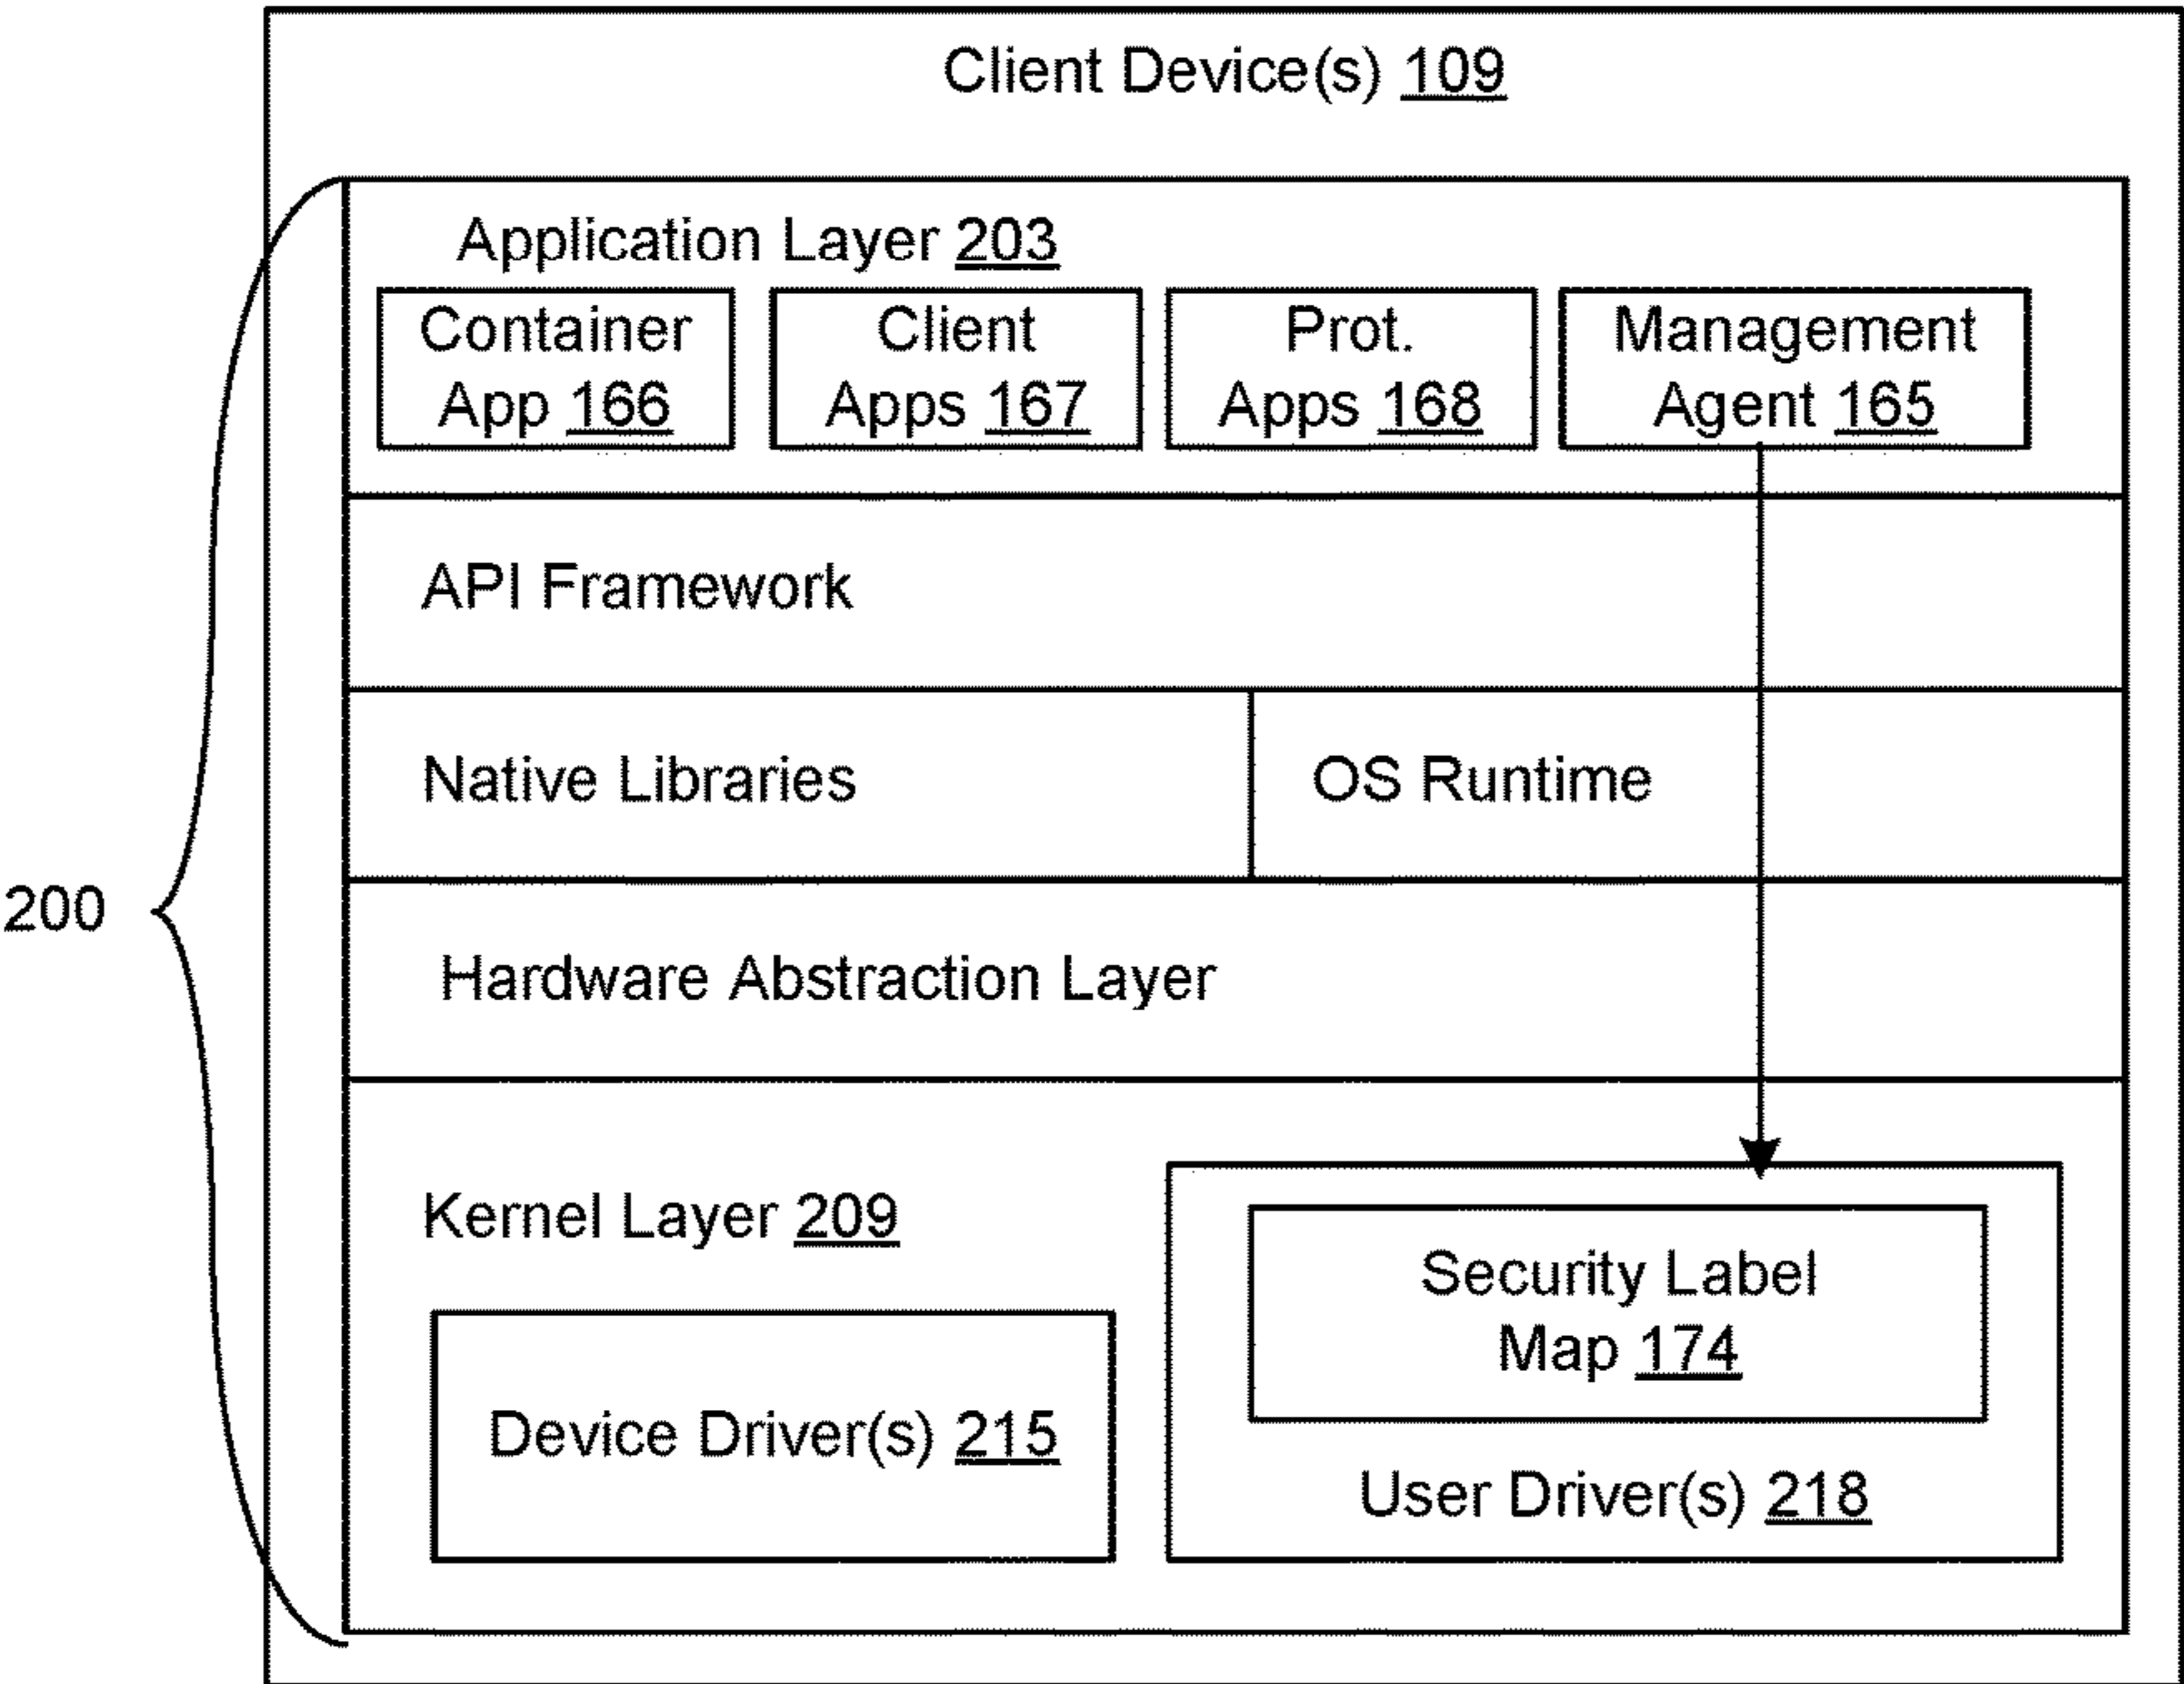 Client Device(s) 109
Application Layer 203
Container
App 166
Client
Apps 167
Prot.
Apps 168
Management
Agent 165
API Framework
Native Libraries
OS Runtime
200
Hardware Abstraction Layer
Kernel Layer 209
Security Label
Map 174
Device Driver(s) 215
User Driver(s) 218